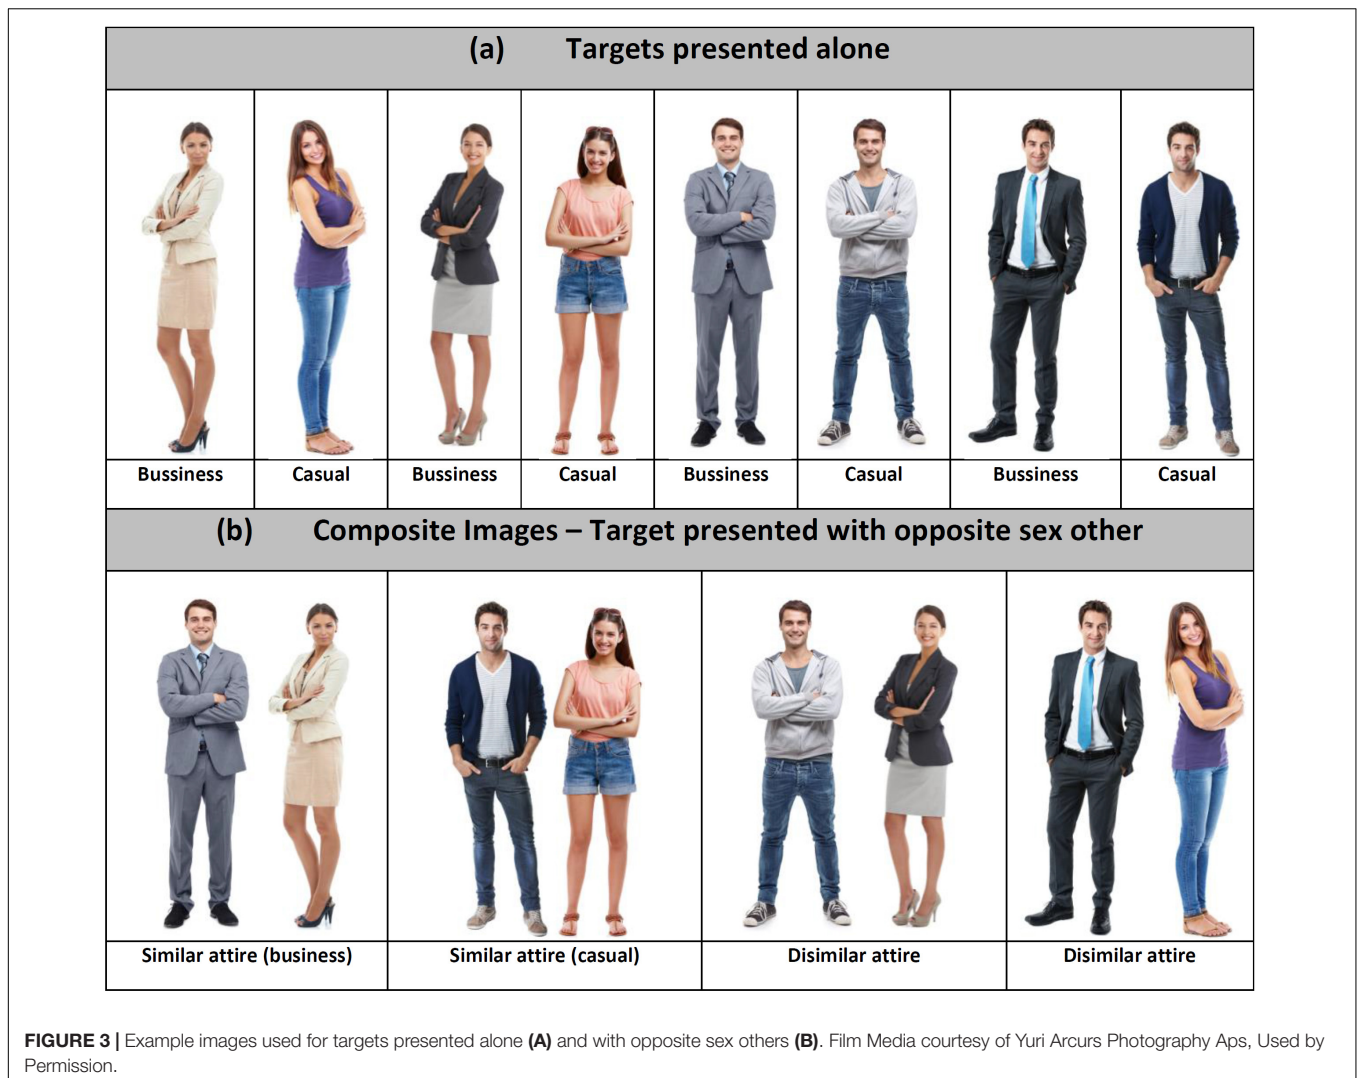 (a) Targets presented alone
Bussiness Casual Bussiness Casual Bussiness Casual Bussiness Casual
(b) Composite Images – Target presented with opposite sex other
Similar attire (business) Similar attire (casual) Disimilar attire Disimilar attire
FIGURE 3 | Example images used for targets presented alone (A) and with opposite sex others (B). Film Media courtesy of Yuri Arcurs Photography Aps, Used by
Permission.